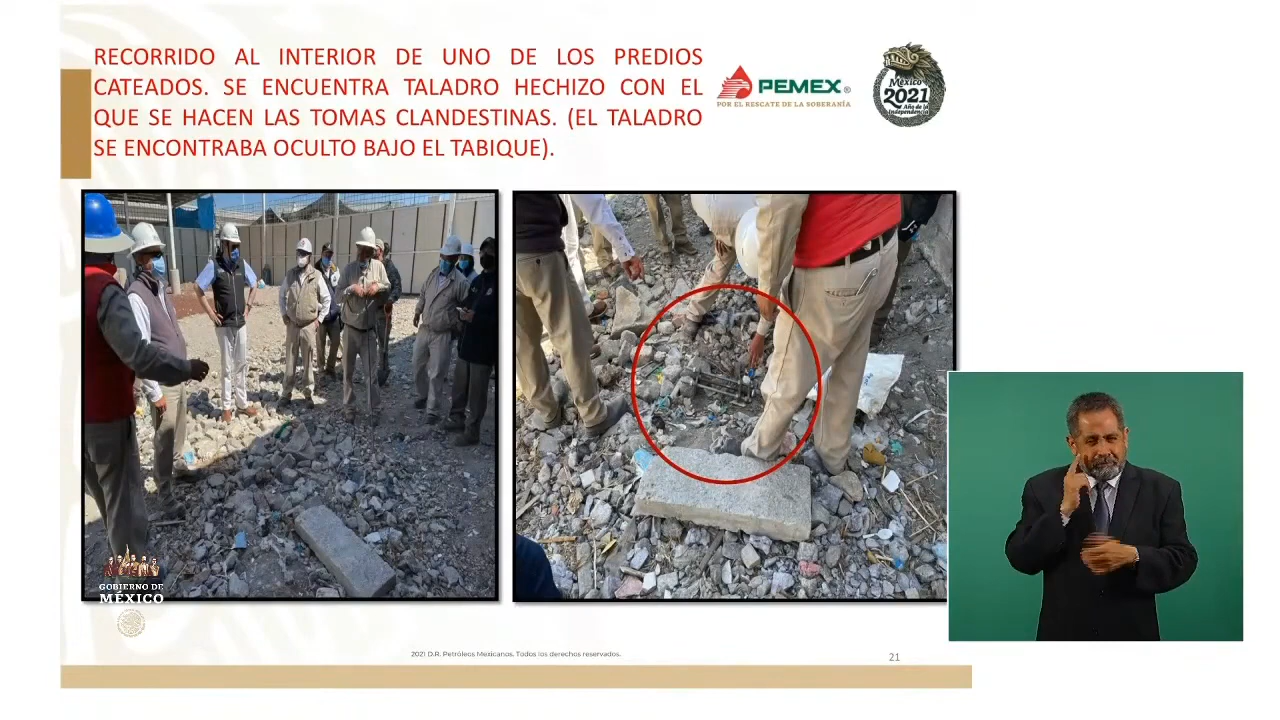 RECORRIDO AL INTERIOR DE UNO DE LOS PREDIOS
CATEADOS. SE ENCUENTRA TALADRO HECHIZO CON EL
QUE SE HACEN LAS TOMAS CLANDESTINAS. (EL TALADRO
SE ENCONTRABA OCULTO BAJO EL TABIQUE).
PEMEX®
POR EL RESCATE DE LA SOBERANÍA
México
2021
Año de la
Independencia
GOBIERNO DE
MÉXICO
2021 D.R. Petróleos Mexicanos. Todos los derechos reservados.
21